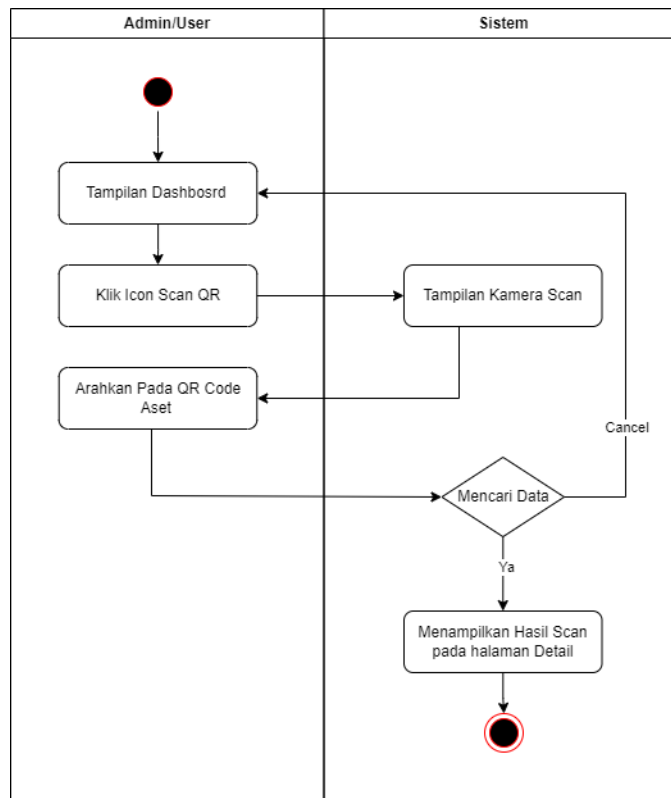 Admin/User
Sistem
Tampilan Dashbosrd
Klik Icon Scan QR
Tampilan Kamera Scan
Arahkan Pada QR Code
Aset
Cancel
Mencari Data
Ya
Menampilkan Hasil Scan
pada halaman Detail